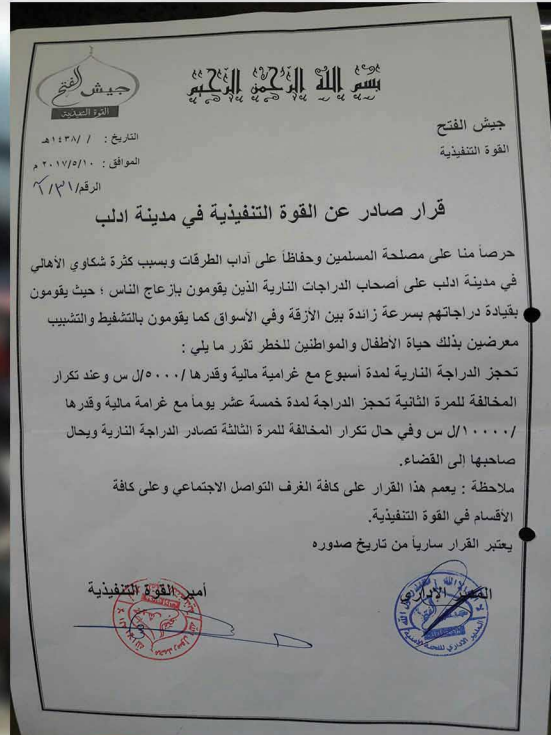 بسم الله الرحمن الرحيم
جيش الفتح
القوة التنفيذية
جيش الفتح
القوة التنفيذية
التاريخ : / /١٤٣٨هـ
الموافق : ٢٠١٧/٥/١٠ م
الرقم/
قرار صادر عن القوة التنفيذية في مدينة ادلب
حرصاً منا على مصلحة المسلمين وحفاظاً على آداب الطرقات وبسبب كثرة شكاوي الأهالي
في مدينة ادلب على أصحاب الدراجات النارية الذين يقومون بإزعاج الناس ؛ حيث يقومون
بقيادة دراجاتهم بسرعة زائدة بين الأزقة وفي الأسواق كما يقومون بالتشفيط والتشبيب
معرضين بذلك حياة الأطفال والمواطنين للخطر تقرر ما يلي :
تحجز الدراجة النارية لمدة أسبوع مع غرامية مالية وقدرها /٥٠٠٠/ل س وعند تكرار
المخالفة للمرة الثانية تحجز الدراجة لمدة خمسة عشر يوماً مع غرامة مالية وقدرها
/١٠٠٠٠/ل س وفي حال تكرار المخالفة للمرة الثالثة تصادر الدراجة النارية ويحال
صاحبها إلى القضاء.
ملاحظة : يعمم هذا القرار على كافة الغرف التواصل الاجتماعي وعلى كافة
الأقسام في القوة التنفيذية.
يعتبر القرار سارياً من تاريخ صدوره
المدير الإداري
أمير القوة التنفيذية